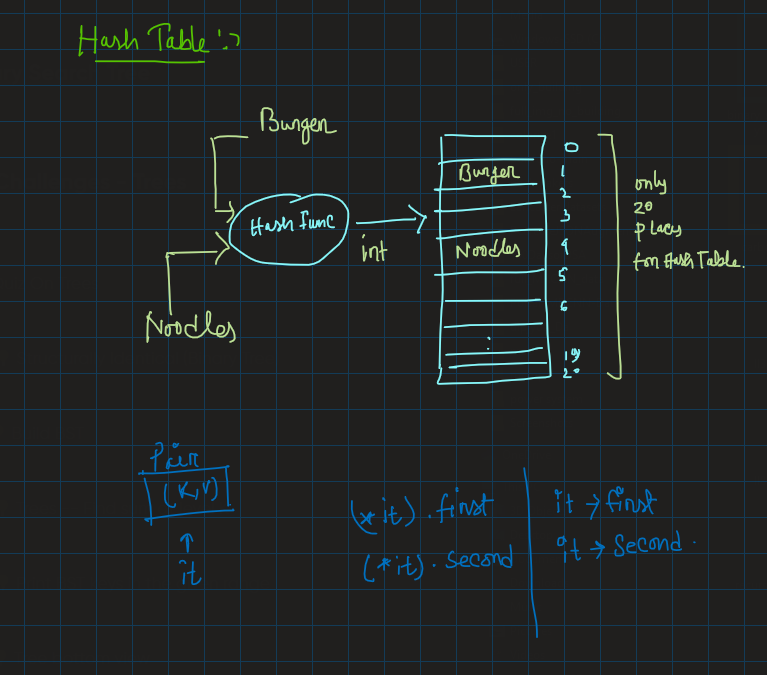 Hash Table :->
Burger
Hash Func
int
Noodles
Burger
Noodles
:
0
1
2
3
4
5
6
19
20
only
20
places
for Hash Table.
Pair
(K,V)
↑
it
(*it).first
(*it).second
it → first
it → Second.